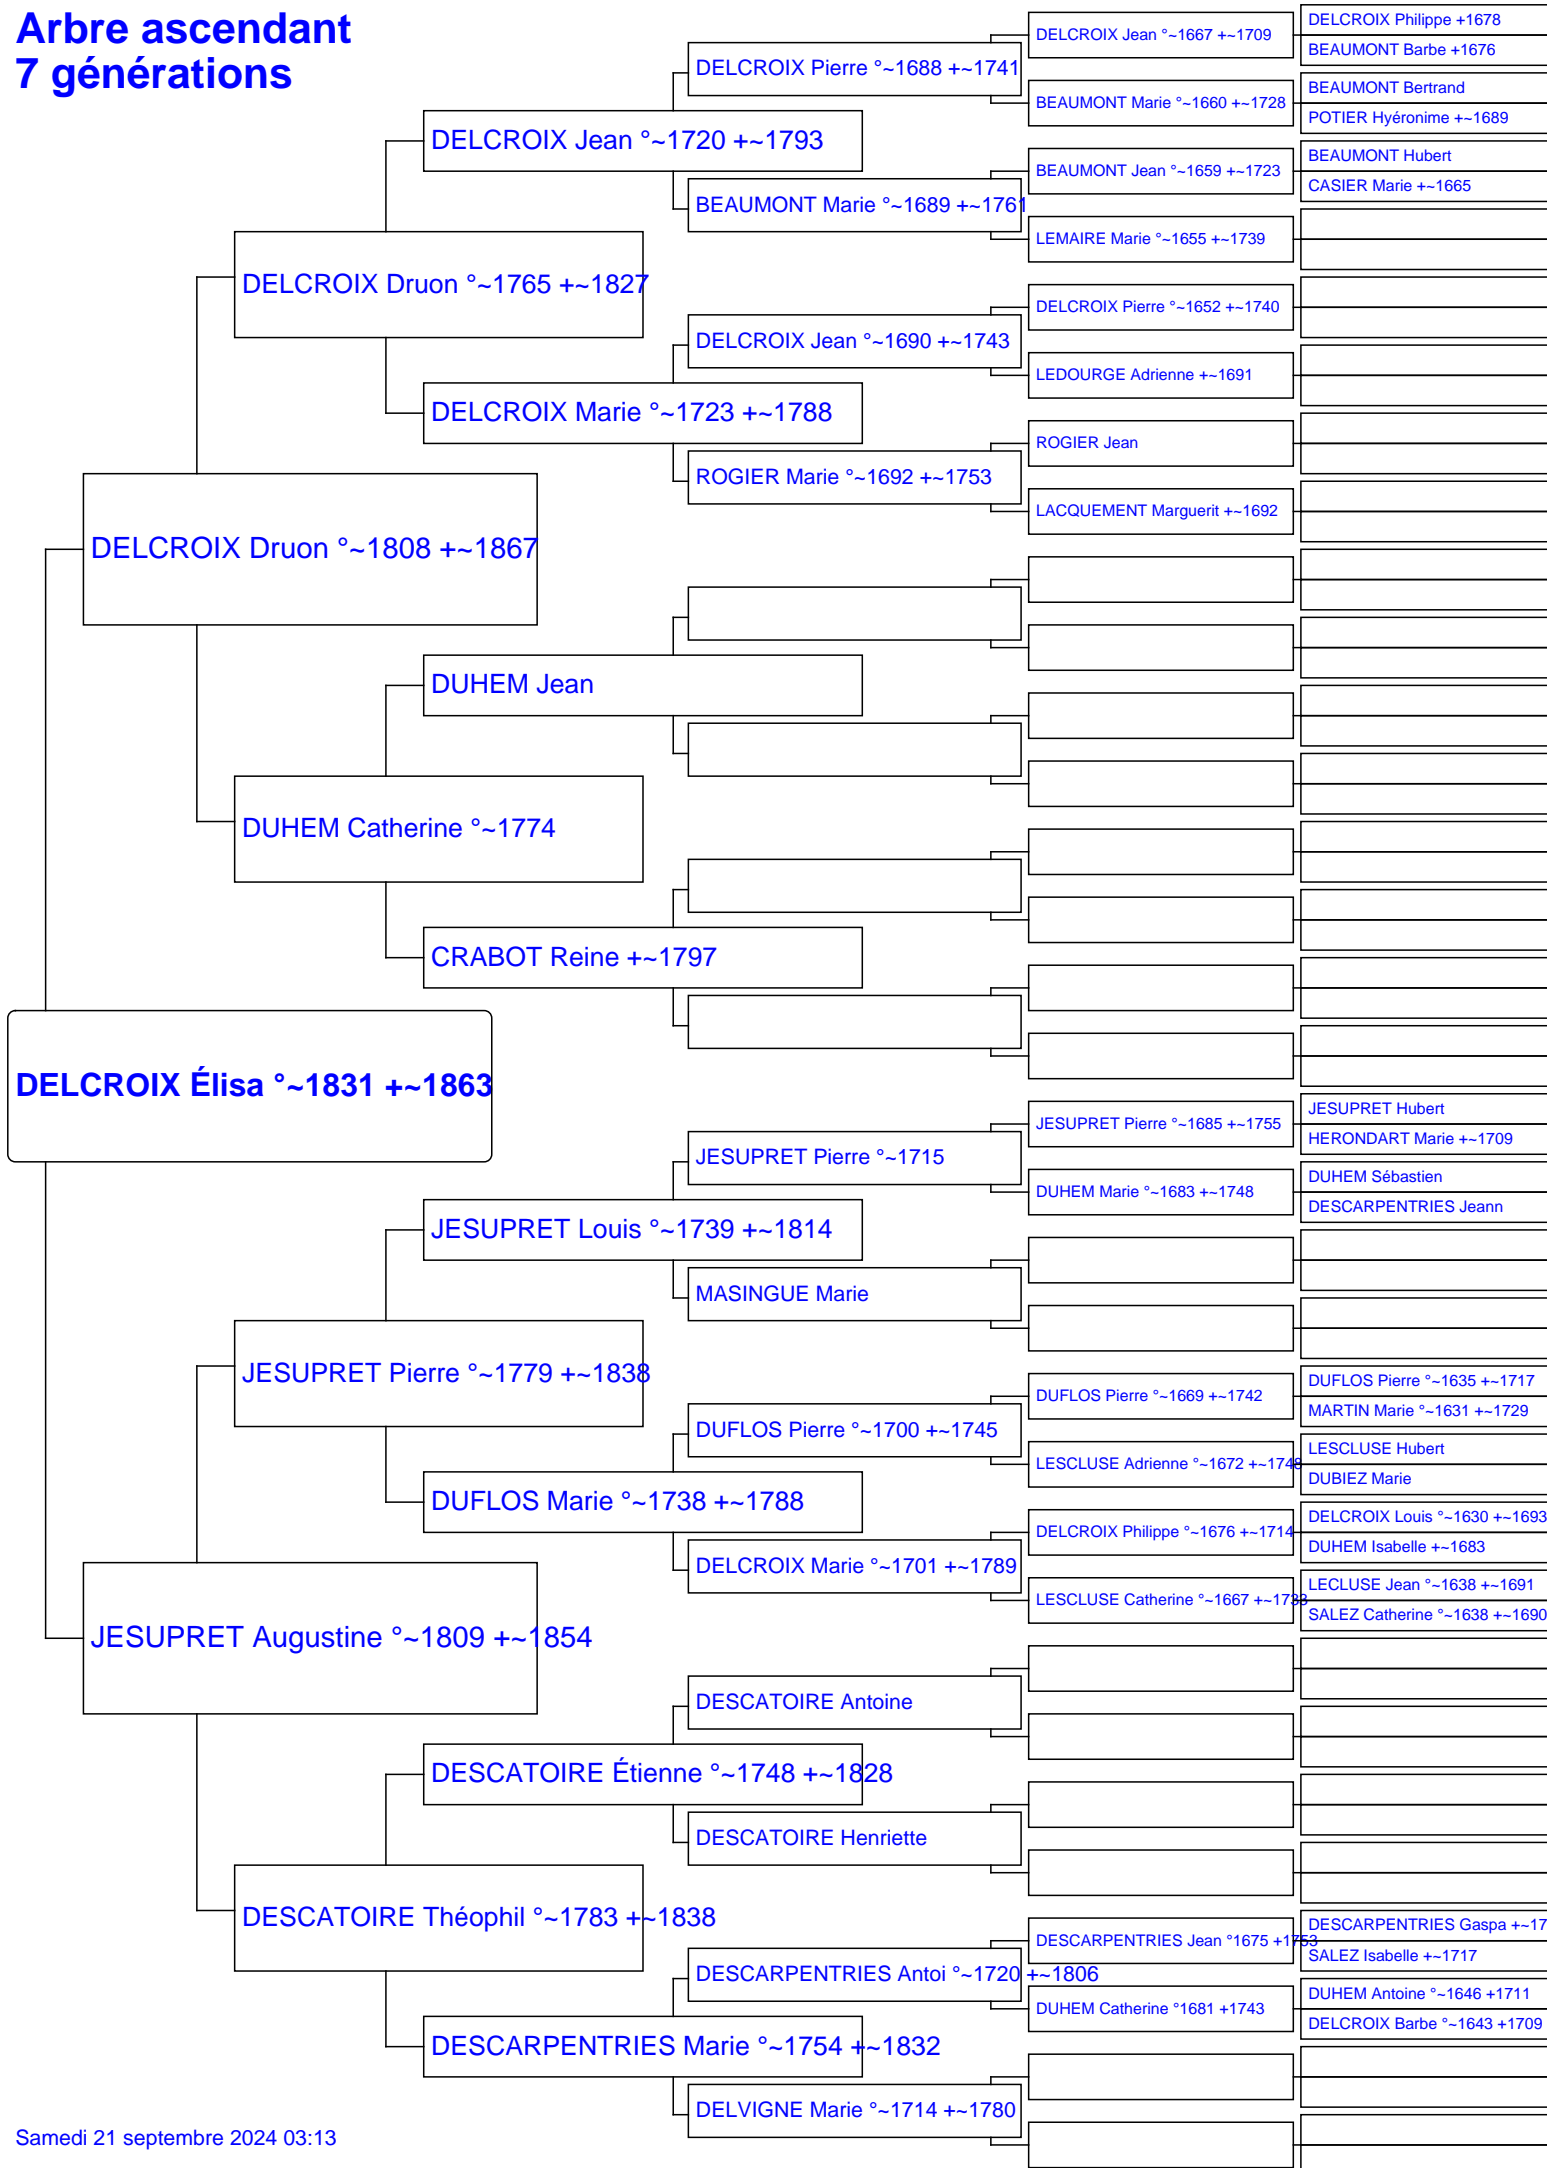 Arbre ascendant
7 générations
DELCROIX Élisa °~1831 +~1863
DELCROIX Druon °~1808 +~1867
JESUPRET Augustine °~1809 +~1854
DELCROIX Druon °~1765 +~1827
DUHEM Catherine °~1774
JESUPRET Pierre °~1779 +~1838
DESCATOIRE Théophil °~1783 +~1838
DELCROIX Jean °~1720 +~1793
DELCROIX Marie °~1723 +~1788
DUHEM Jean
CRABOT Reine +~1797
JESUPRET Louis °~1739 +~1814
DUFLOS Marie °~1738 +~1788
DESCATOIRE Étienne °~1748 +~1828
DESCARPENTRIES Marie °~1754 +~1832
DELCROIX Pierre °~1688 +~1741
BEAUMONT Marie °~1689 +~1761
DELCROIX Jean °~1690 +~1743
ROGIER Marie °~1692 +~1753
JESUPRET Pierre °~1715
MASINGUE Marie
DUFLOS Pierre °~1700 +~1745
DELCROIX Marie °~1701 +~1789
DESCATOIRE Antoine
DESCATOIRE Henriette
DESCARPENTRIES Antoi °~1720 +~1806
DELVIGNE Marie °~1714 +~1780
DELCROIX Jean °~1667 +~1709
BEAUMONT Marie °~1660 +~1728
BEAUMONT Jean °~1659 +~1723
LEMAIRE Marie °~1655 +~1739
DELCROIX Pierre °~1652 +~1740
LEDOURGE Adrienne +~1691
ROGIER Jean
LACQUEMENT Marguerit +~1692
JESUPRET Pierre °~1685 +~1755
DUHEM Marie °~1683 +~1748
DUFLOS Pierre °~1669 +~1742
LESCLUSE Adrienne °~1672 +~1748
DELCROIX Philippe °~1676 +~1714
LESCLUSE Catherine °~1667 +~1733
DESCARPENTRIES Jean °1675 +1753
DUHEM Catherine °1681 +1743
DELCROIX Philippe +1678
BEAUMONT Barbe +1676
BEAUMONT Bertrand
POTIER Hyéronime +~1689
BEAUMONT Hubert
CASIER Marie +~1665
JESUPRET Hubert
HERONDART Marie +~1709
DUHEM Sébastien
DESCARPENTRIES Jeann
DUFLOS Pierre °~1635 +~1717
MARTIN Marie °~1631 +~1729
LESCLUSE Hubert
DUBIEZ Marie
DELCROIX Louis °~1630 +~1693
DUHEM Isabelle +~1683
LECLUSE Jean °~1638 +~1691
SALEZ Catherine °~1638 +~1690
DESCARPENTRIES Gaspa +~17
SALEZ Isabelle +~1717
DUHEM Antoine °~1646 +1711
DELCROIX Barbe °~1643 +1709
Samedi 21 septembre 2024 03:13